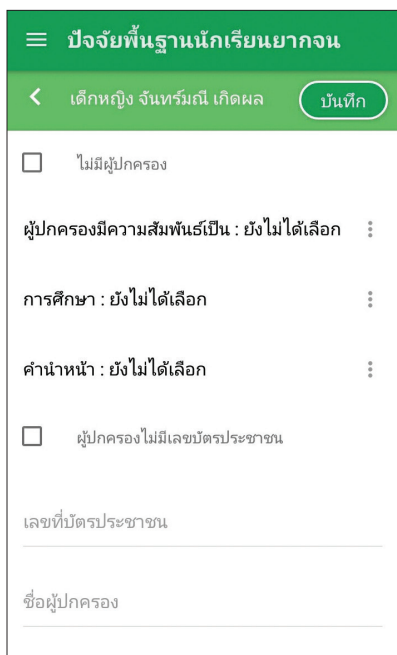 ปัจจัยพื้นฐานนักเรียนยากจน
เด็กหญิง จันทร์มณี เกิดผล บันทึก
ไม่มีผู้ปกครอง
ผู้ปกครองมีความสัมพันธ์เป็น : ยังไม่ได้เลือก
การศึกษา : ยังไม่ได้เลือก
คำนำหน้า : ยังไม่ได้เลือก
ผู้ปกครองไม่มีเลขบัตรประชาชน
เลขที่บัตรประชาชน
ชื่อผู้ปกครอง